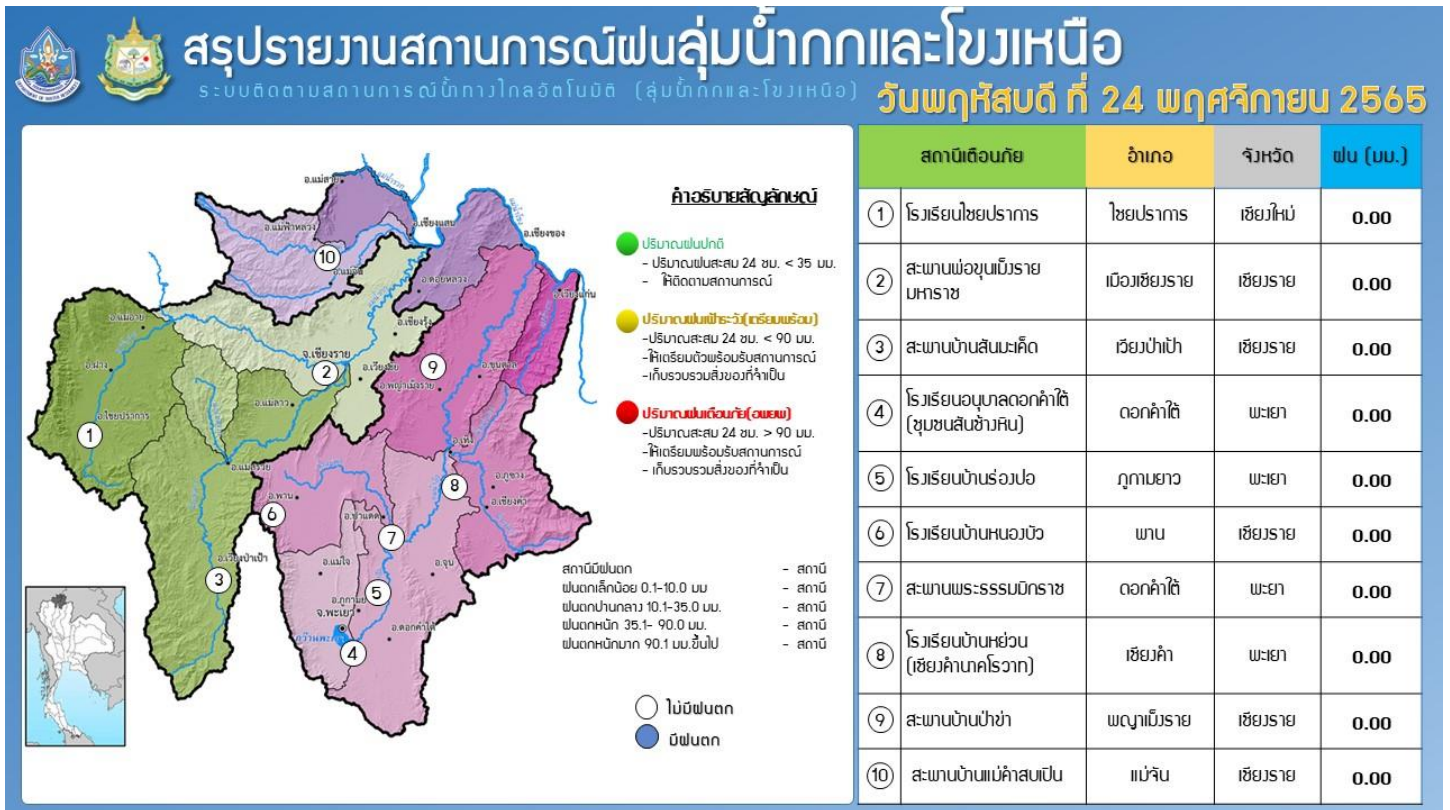 สรุปรายงานสถานการณ์ฝนลุ่มน้ำกกและโขงเหนือ
ระบบติดตามสถานการณ์น้ำทางไกลอัตโนมัติ (ลุ่มน้ำกกและโขงเหนือ)
วันพฤหัสบดี ที่ 24 พฤศจิกายน 2565
อ.แม่สาย
อ.แม่ฟ้าหลวง
อ.เชียงแสน
อ.เชียงของ
10
อ.แม่จัน
อ.ดอยหลวง
อ.เวียงแก่น
อ.แม่อาย
อ.เชียงรุ้ง
จ.เชียงราย
อ.ฝาง
2
อ.เวียงชัย
9
อ.ขุนตาล
อ.พญาเม็งราย
อ.ไชยปราการ
อ.แม่ลาว
1
อ.เทิง
อ.แม่สรวย
8
อ.ภูซาง
อ.เชียงคำ
อ.พาน
6
อ.ป่าแดด
7
อ.เวียงป่าเป้า
3
อ.แม่ใจ
อ.จุน
5
อ.ภูกามยาว
จ.พะเยา
กว๊านพะเยา
4
อ.ดอกคำใต้
คำอธิบายสัญลักษณ์
ปริมาณฝนปกติ
- ปริมาณฝนสะสม 24 ชม. < 35 มม.
- ให้ติดตามสถานการณ์
ปริมาณฝนเฝ้าระวัง(เตรียมพร้อม)
-ปริมาณสะสม 24 ชม. < 90 มม.
-ให้เตรียมตัวพร้อมรับสถานการณ์
-เก็บรวบรวมสิ่งของที่จำเป็น
ปริมาณฝนเตือนภัย(อพยพ)
-ปริมาณสะสม 24 ชม. > 90 มม.
-ให้เตรียมพร้อมรับสถานการณ์
- เก็บรวบรวมสิ่งของที่จำเป็น
สถานีมีฝนตก - สถานี
ฝนตกเล็กน้อย 0.1-10.0 มม - สถานี
ฝนตกปานกลาง 10.1-35.0 มม. - สถานี
ฝนตกหนัก 35.1- 90.0 มม. - สถานี
ฝนตกหนักมาก 90.1 มม.ขึ้นไป - สถานี
ไม่มีฝนตก
มีฝนตก
สถานีเตือนภัย อำเภอ จังหวัด ฝน (มม.)
1 โรงเรียนไชยปราการ ไชยปราการ เชียงใหม่ 0.00
2 สะพานพ่อขุนเม็งราย
มหาราช เมืองเชียงราย เชียงราย 0.00
3 สะพานบ้านสันมะเค็ด เวียงป่าเป้า เชียงราย 0.00
4 โรงเรียนอนุบาลดอกคำใต้
(ชุมชนสันช้างหิน) ดอกคำใต้ พะเยา 0.00
5 โรงเรียนบ้านร่องปอ ภูกามยาว พะเยา 0.00
6 โรงเรียนบ้านหนองบัว พาน เชียงราย 0.00
7 สะพานพระธรรมมิกราช ดอกคำใต้ พะเยา 0.00
8 โรงเรียนบ้านหย่วน
(เชียงคำนาคโรวาท) เชียงคำ พะเยา 0.00
9 สะพานบ้านป่าข่า พญาเม็งราย เชียงราย 0.00
10 สะพานบ้านแม่คำสบเปิน แม่จัน เชียงราย 0.00